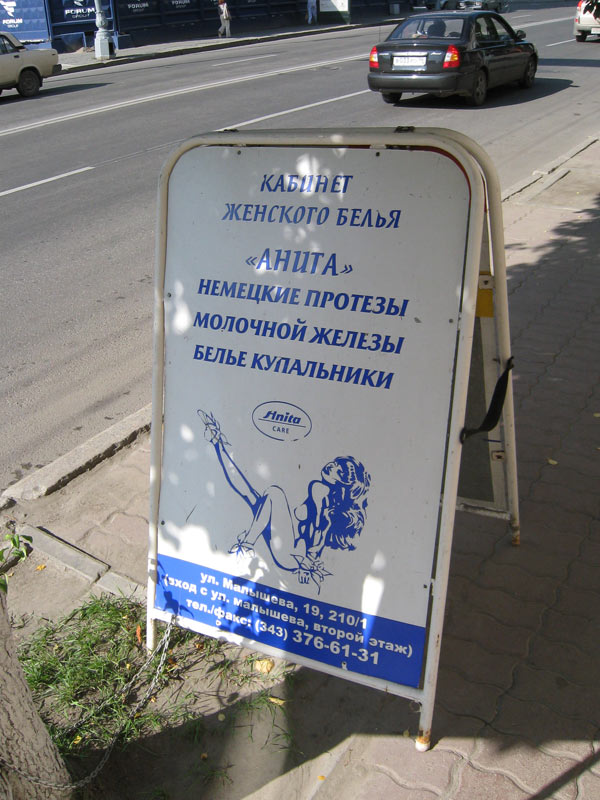 FORUM
GROUP
FORUM
КАБИНЕТ
ЖЕНСКОГО БЕЛЬЯ
«АНИТА»
НЕМЕЦКИЕ ПРОТЕЗЫ
МОЛОЧНОЙ ЖЕЛЕЗЫ
БЕЛЬЕ КУПАЛЬНИКИ
Anita
CARE
ул. Малышева, 19, 210/1
(вход с ул. малышева, второй этаж)
тел./факс: (343) 376-61-31